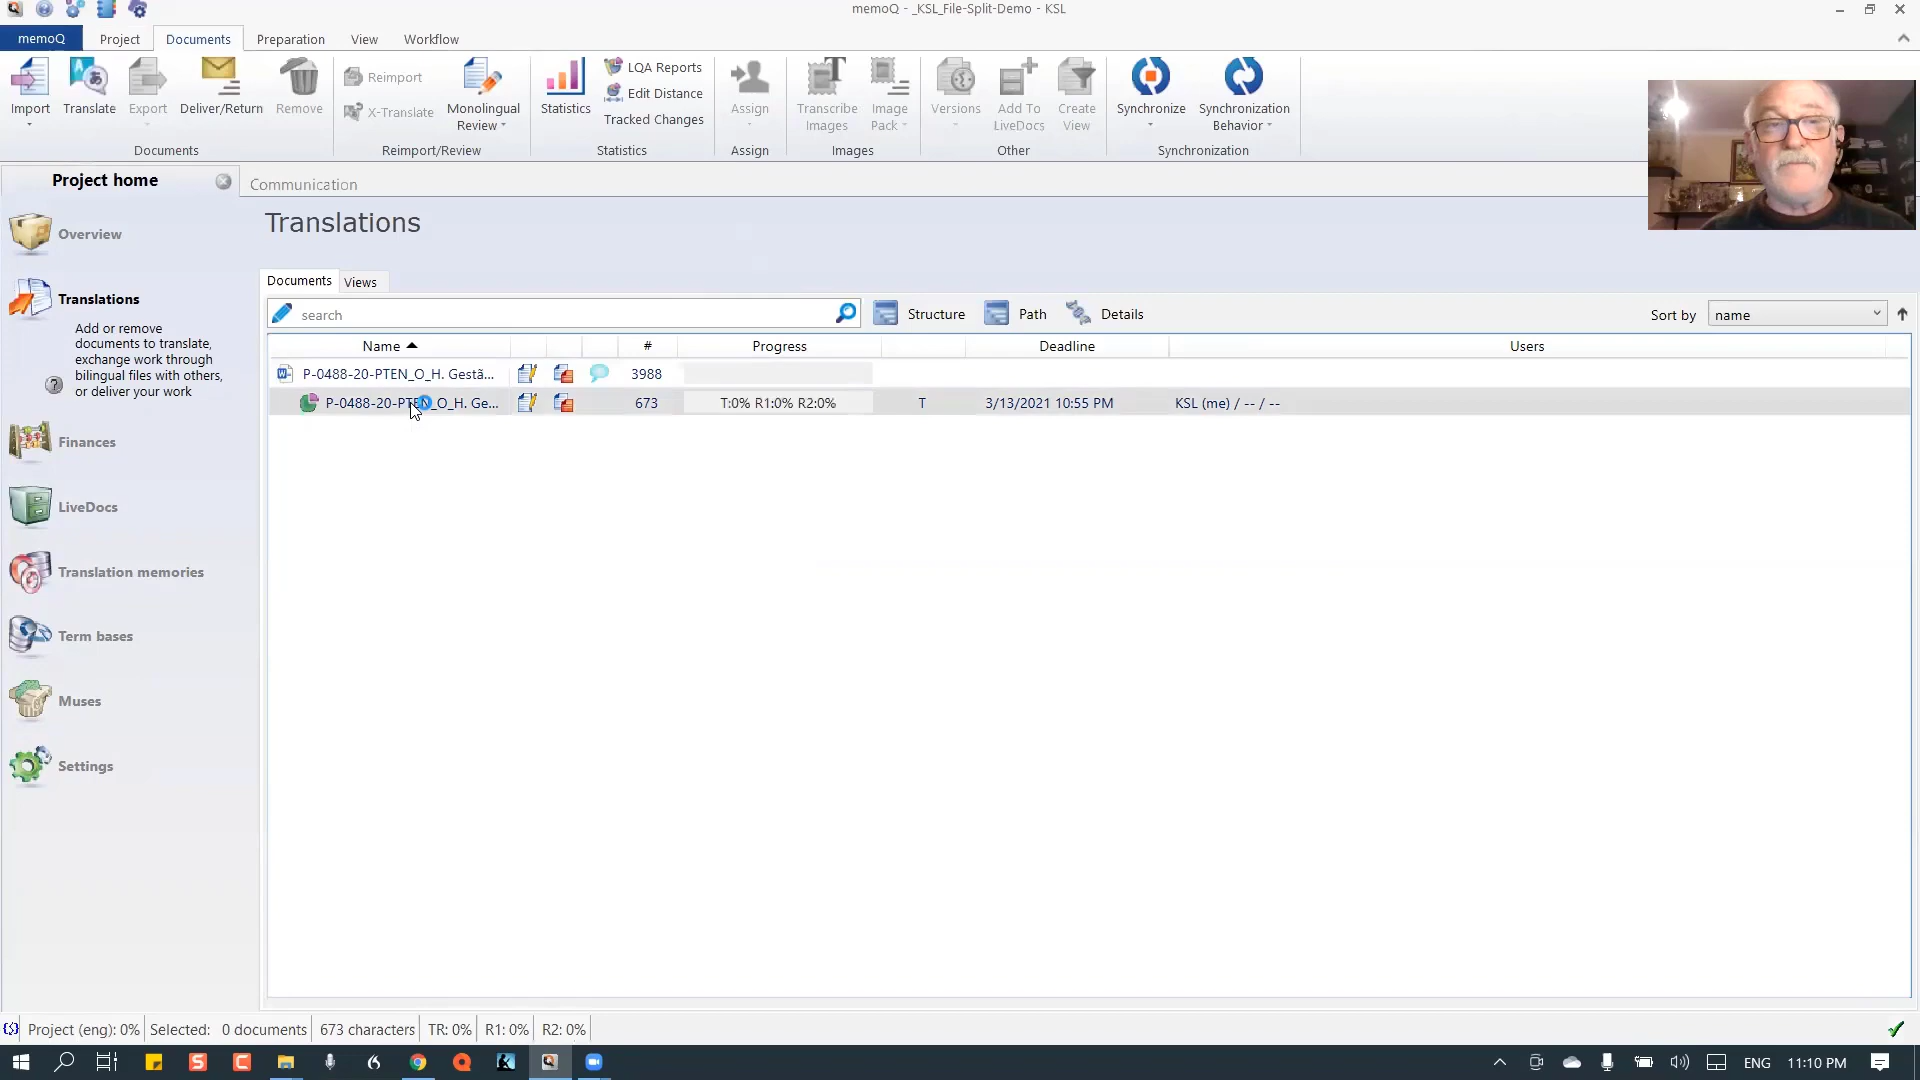 memoQ - _KSL_File-Split-Demo - KSL
memoQ Project Documents Preparation View Workflow
Import Translate Export Deliver/Return Remove
Documents
Reimport
X-Translate
Monolingual
Review
Reimport/Review
Statistics
LQA Reports
Edit Distance
Tracked Changes
Statistics
Assign
Assign
Transcribe
Images
Image
Pack
Images
Versions
Add To
LiveDocs
Create
View
Other
Synchronize
Synchronization
Behavior
Synchronization
Project home
Communication
Overview
Translations
Add or remove
documents to translate,
exchange work through
bilingual files with others,
or deliver your work
Finances
LiveDocs
Translation memories
Term bases
Muses
Settings
Translations
Documents Views
search Structure Path Details Sort by name
Name # Progress Deadline Users
P-0488-20-PTEN_O_H. Gestã... 3988
P-0488-20-PTEN_O_H. Ge... 673 T:0% R1:0% R2:0% T 3/13/2021 10:55 PM KSL (me) / -- / --
Project (eng): 0% Selected: 0 documents 673 characters TR: 0% R1: 0% R2: 0%
ENG 11:10 PM